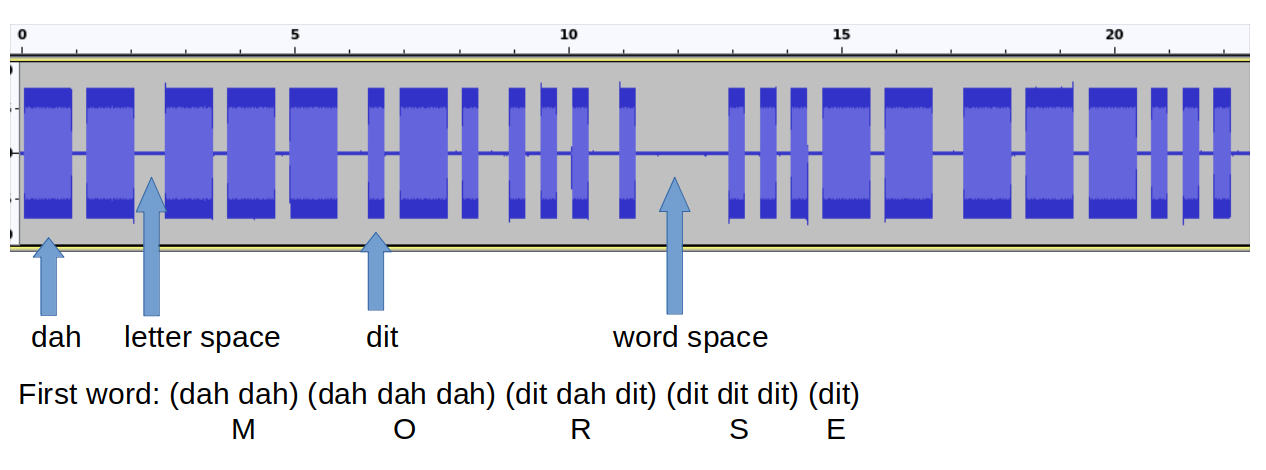 0 5 10 15 20
dah letter space dit word space
First word: (dah dah) (dah dah dah) (dit dah dit) (dit dit dit) (dit)
M O R S E